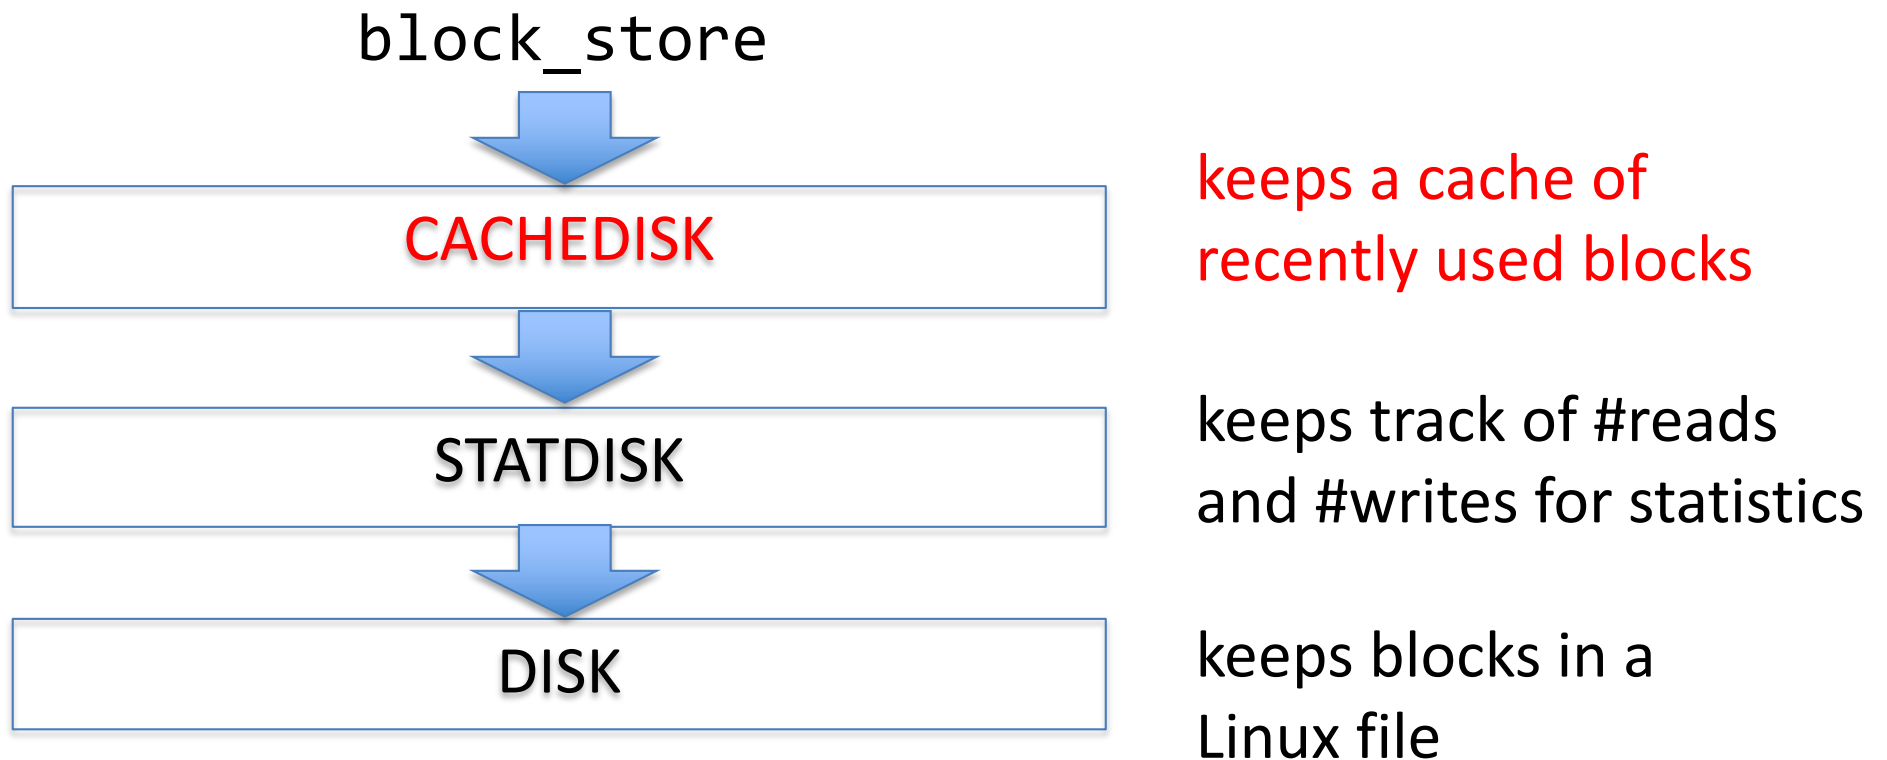 block_store
CACHEDISK
keeps a cache of
recently used blocks
STATDISK
keeps track of #reads
and #writes for statistics
DISK
keeps blocks in a
Linux file